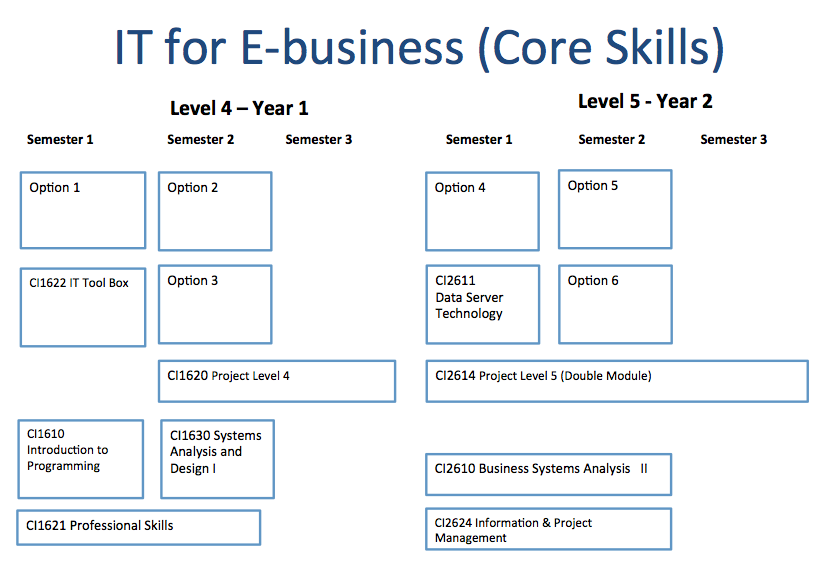 IT for E-business (Core Skills)
Level 4 – Year 1
Semester 1
Semester 2
Semester 3
Option 1
Option 2
CI1622 IT Tool Box
Option 3
CI1620 Project Level 4
CI1610
Introduction to
Programming
CI1630 Systems
Analysis and
Design I
CI1621 Professional Skills
Level 5 - Year 2
Semester 1
Semester 2
Semester 3
Option 4
Option 5
CI2611
Data Server
Technology
Option 6
CI2614 Project Level 5 (Double Module)
CI2610 Business Systems Analysis II
CI2624 Information & Project
Management